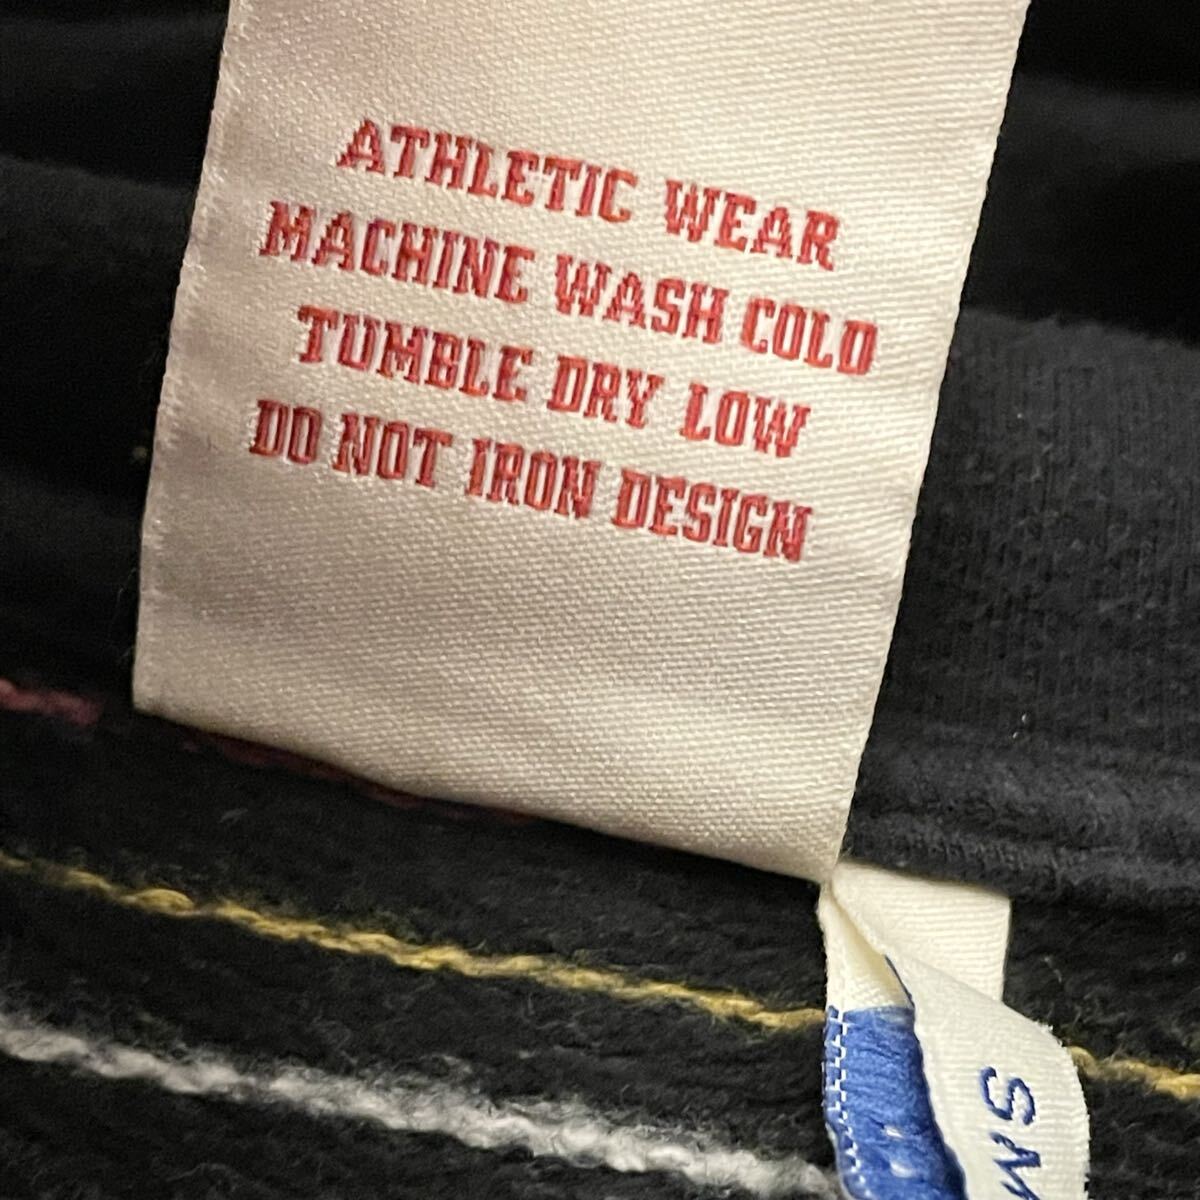 ATHLETIC WEAR
MACHINE WASH COLD
TUMBLE DRY LOW
DO NOT IRON DESIGN